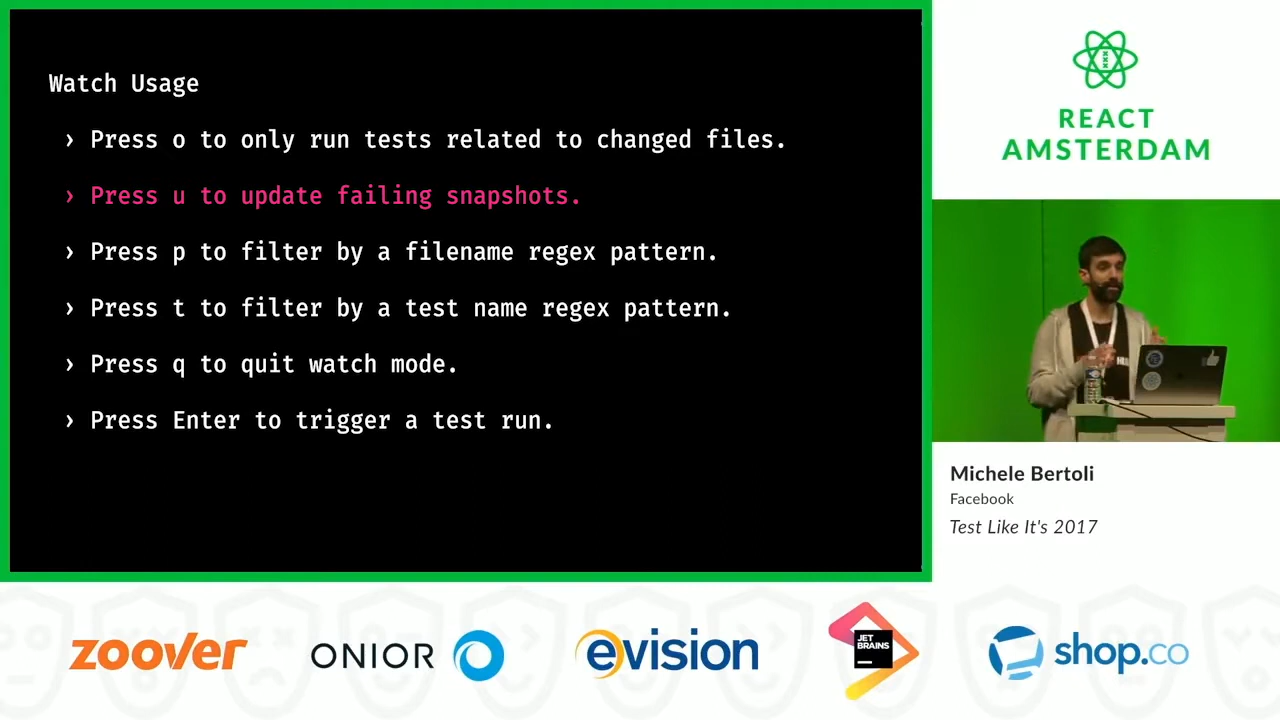 Watch Usage
› Press o to only run tests related to changed files.
› Press u to update failing snapshots.
› Press p to filter by a filename regex pattern.
› Press t to filter by a test name regex pattern.
› Press q to quit watch mode.
› Press Enter to trigger a test run.
REACT
AMSTERDAM
Michele Bertoli
Facebook
Test Like It's 2017
zoover
ONIOR
evision
JET
BRAINS
shop.co